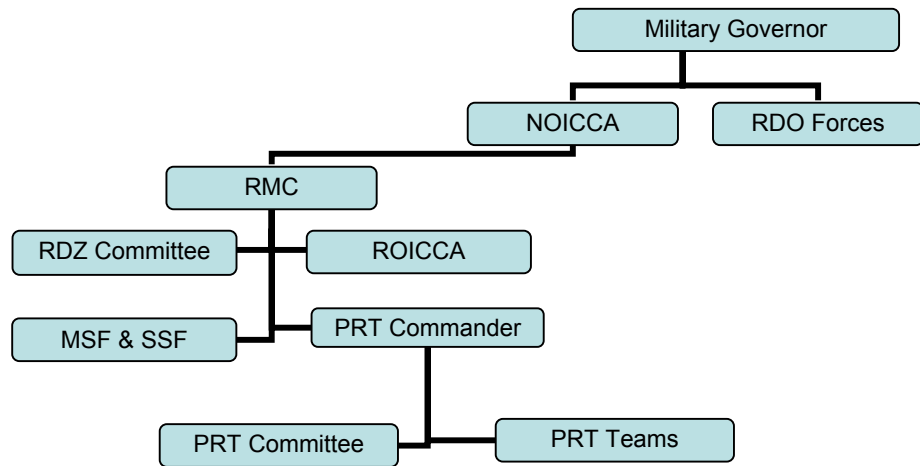 Military Governor
NOICCA
RDO Forces
RMC
RDZ Committee
ROICCA
MSF & SSF
PRT Commander
PRT Committee
PRT Teams